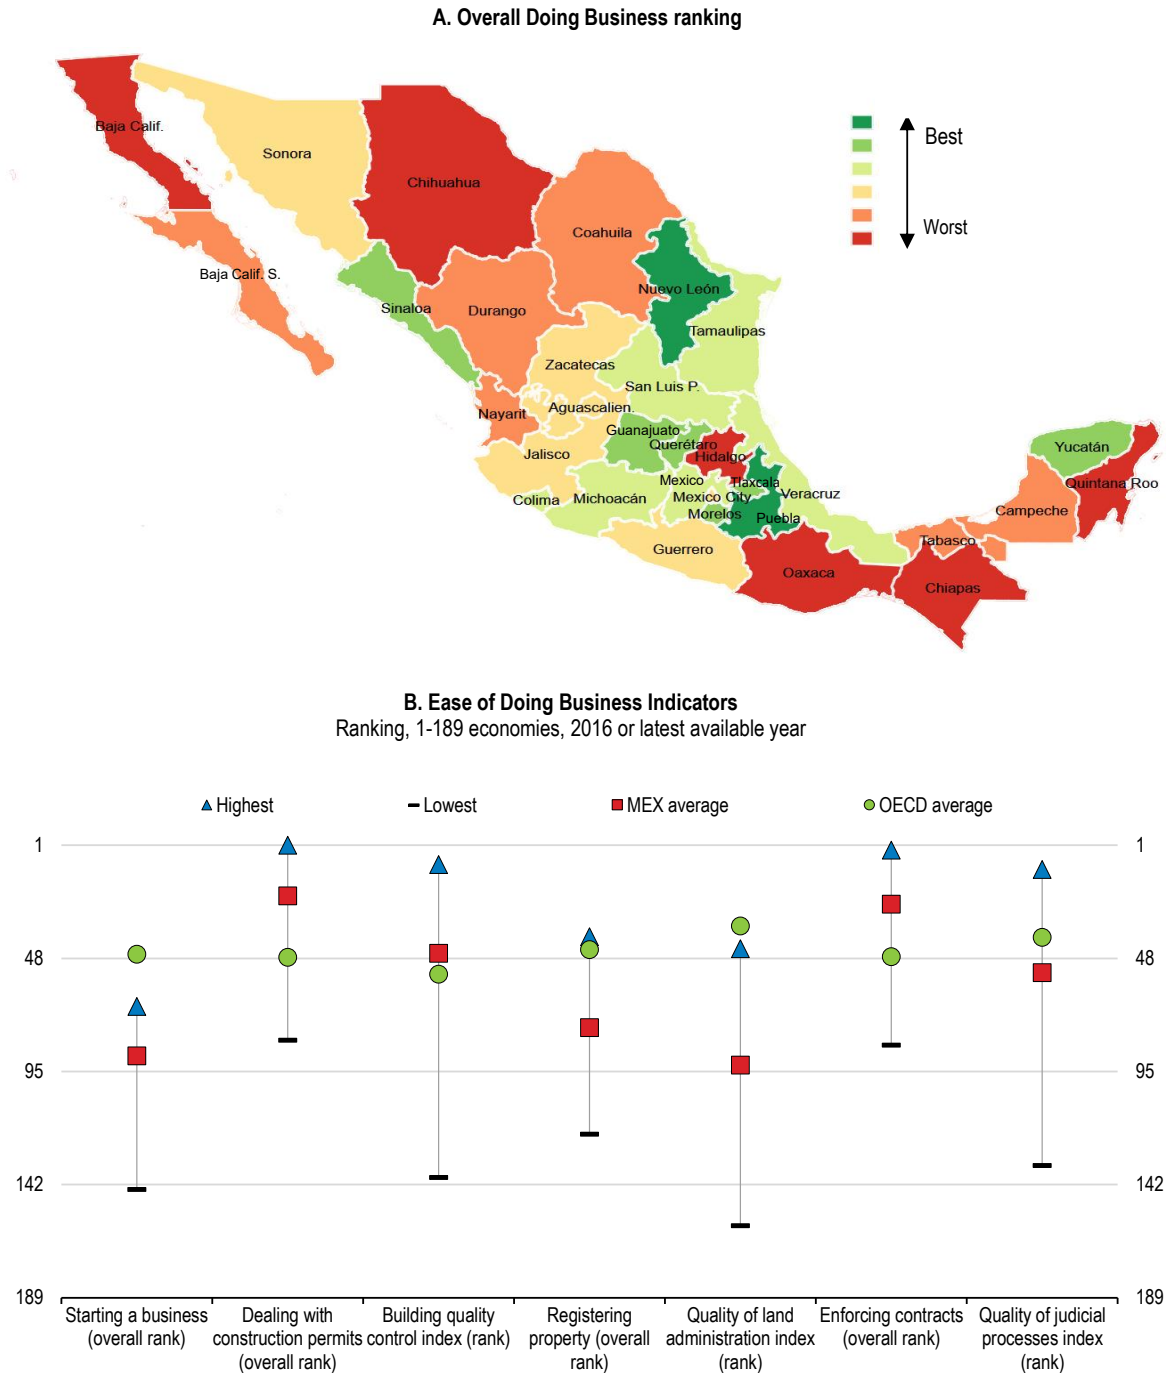 A. Overall Doing Business ranking
Baja Calif.
Sonora
Chihuahua
Best
Worst
Coahuila
Baja Calif. S.
Nuevo León
Sinaloa
Durango
Tamaulipas
Zacatecas
San Luis P.
Nayarit
Aguascalien.
Guanajuato
Querétaro
Yucatán
Jalisco
Hidalgo
Mexico
Tlaxcala
Quintana Roo
Colima
Michoacán
Mexico City
Veracruz
Morelos
Puebla
Campeche
Guerrero
Tabasco
Oaxaca
Chiapas
B. Ease of Doing Business Indicators
Ranking, 1-189 economies, 2016 or latest available year
Highest
Lowest
MEX average
OECD average
1
1
48
48
95
95
142
142
189
189
Starting a business
(overall rank)
Dealing with
construction permits
(overall rank)
Building quality
control index (rank)
Registering
property (overall
rank)
Quality of land
administration index
(rank)
Enforcing contracts
(overall rank)
Quality of judicial
processes index
(rank)